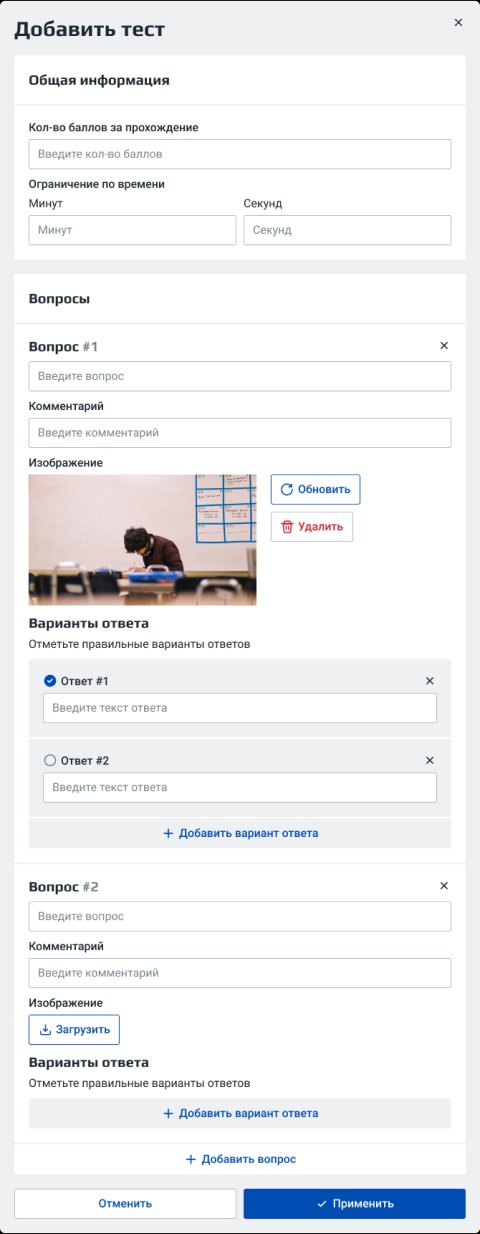 Добавить тест
Общая информация
Кол-во баллов за прохождение
Введите кол-во баллов
Ограничение по времени
Минут
Секунд
Минут
Секунд
Вопросы
Вопрос #1
Введите вопрос
Комментарий
Введите комментарий
Изображение
Обновить
Удалить
Варианты ответа
Отметьте правильные варианты ответов
Ответ #1
Введите текст ответа
Ответ #2
Введите текст ответа
Добавить вариант ответа
Вопрос #2
Введите вопрос
Комментарий
Введите комментарий
Изображение
Загрузить
Варианты ответа
Отметьте правильные варианты ответов
Добавить вариант ответа
Добавить вопрос
Отменить
Применить